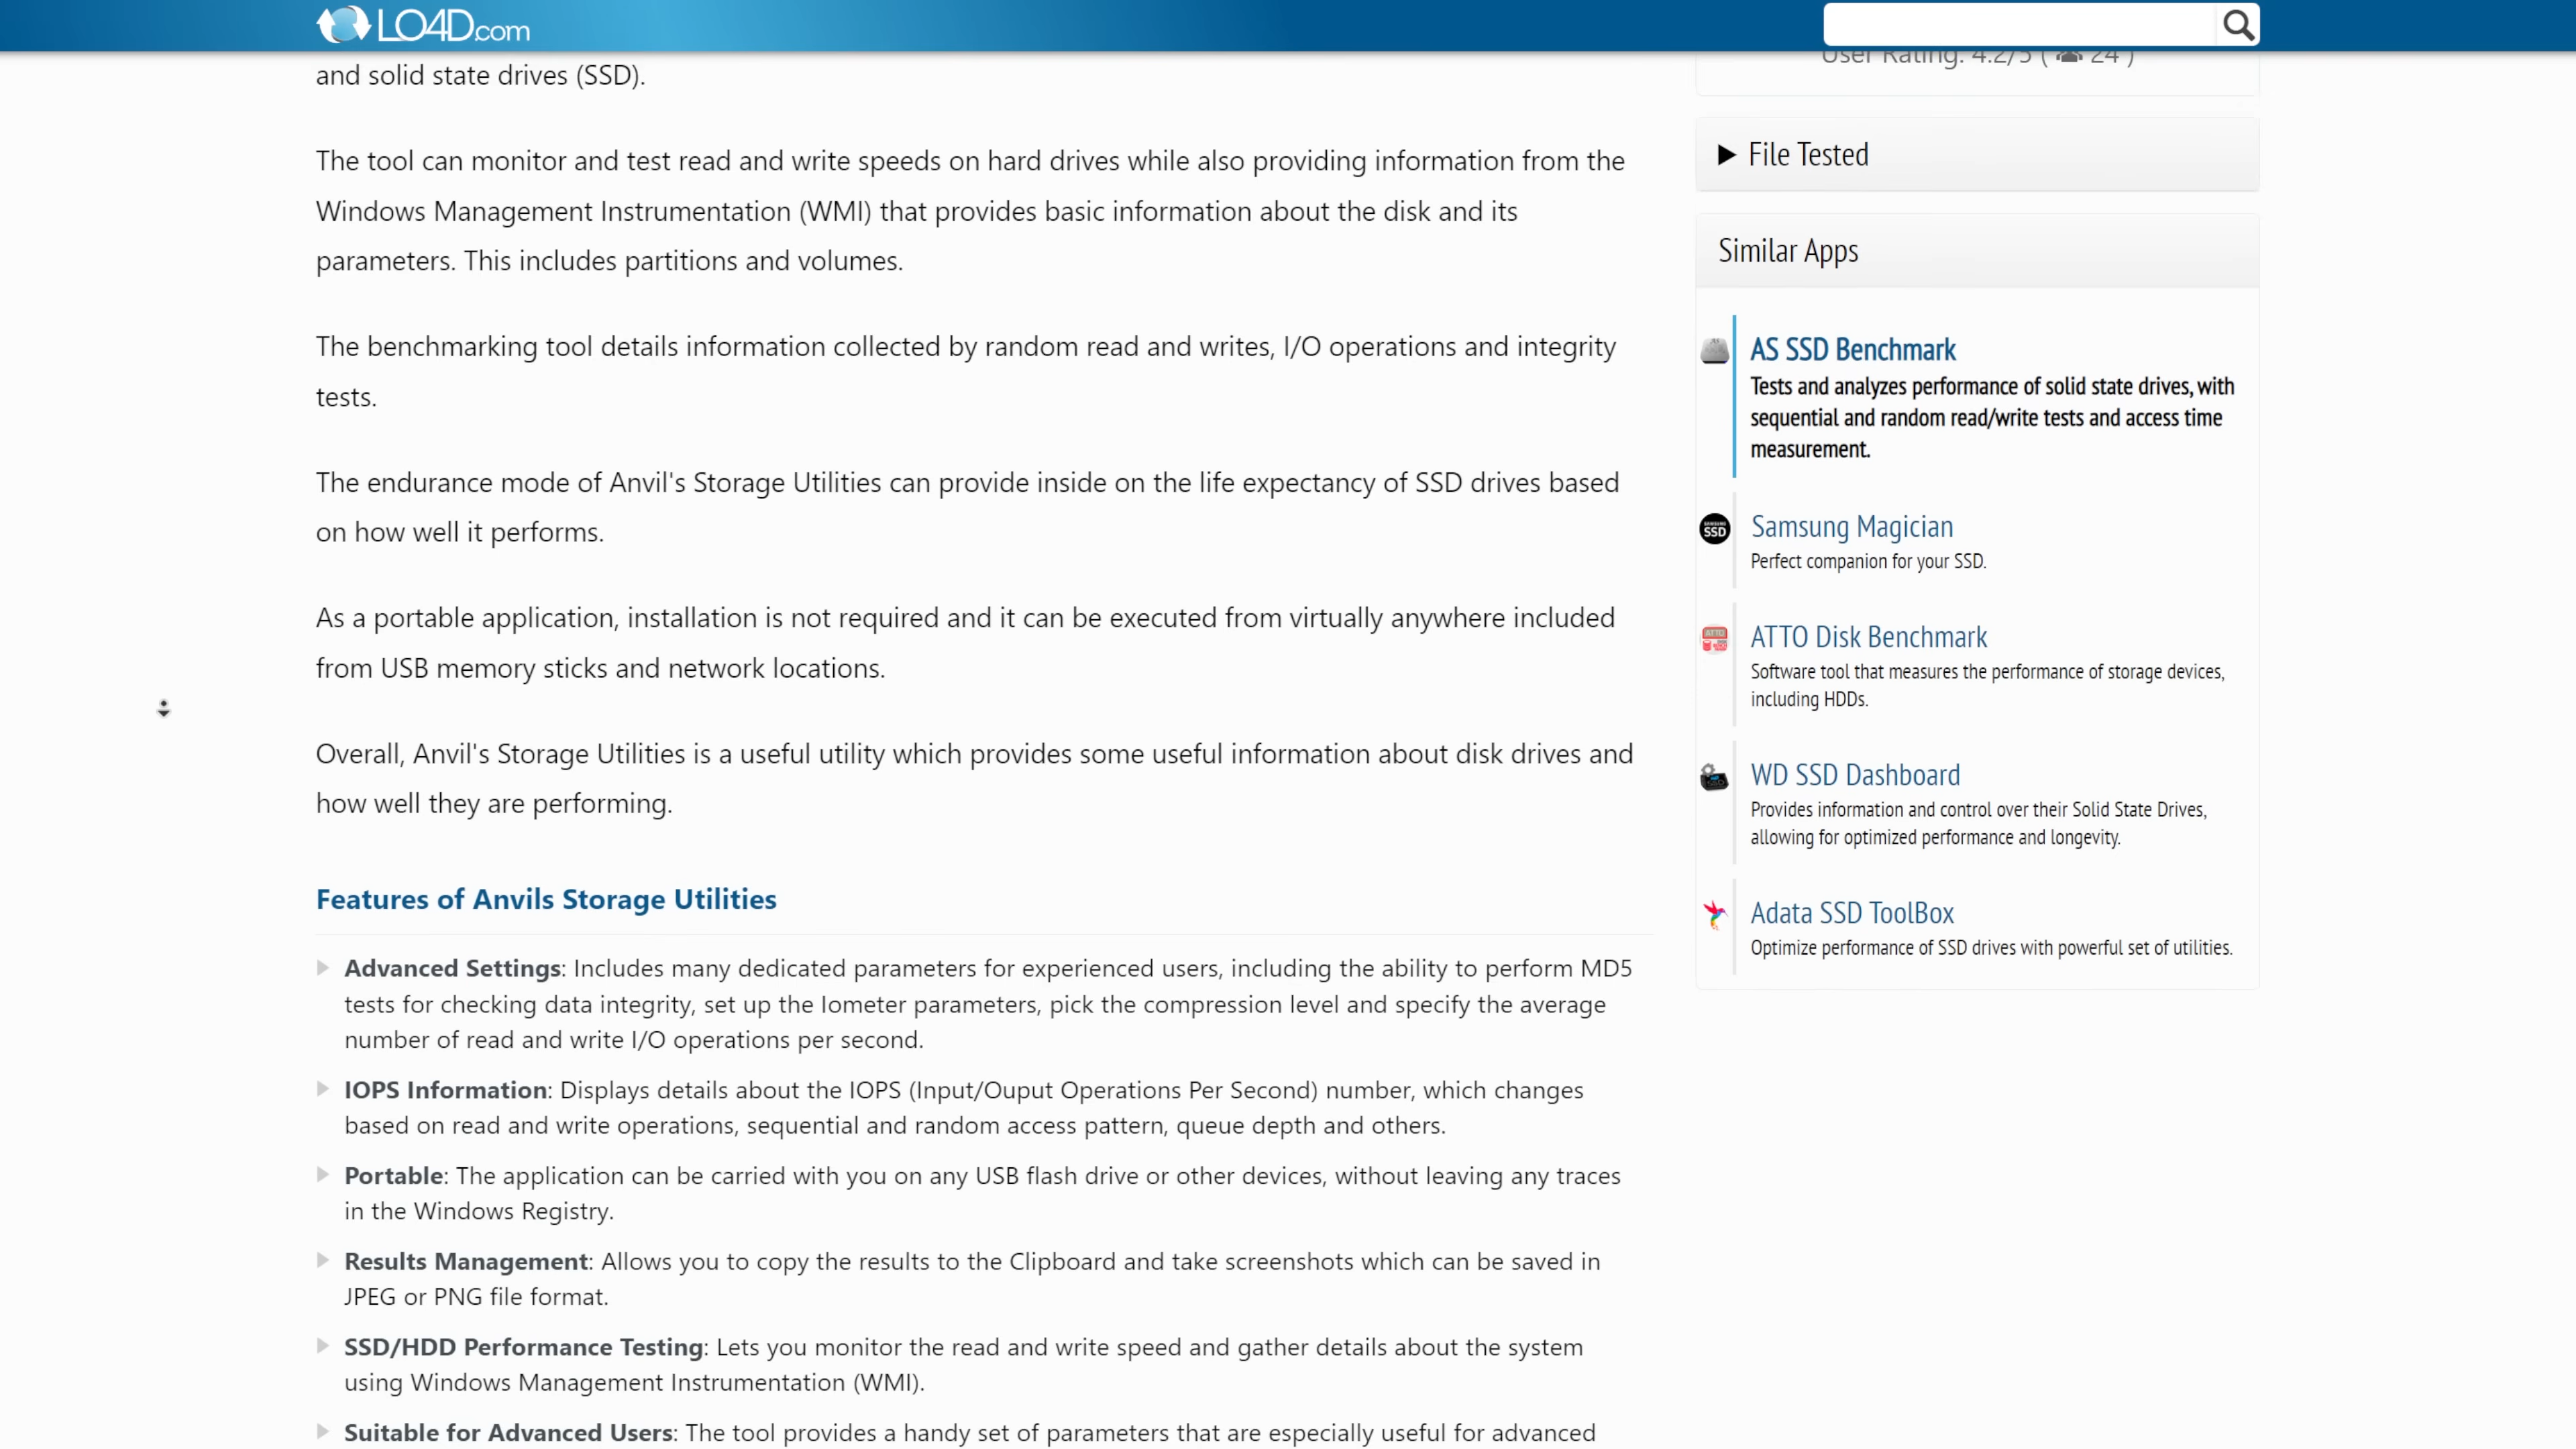 LO4D.com
and solid state drives (SSD).
The tool can monitor and test read and write speeds on hard drives while also providing information from the
Windows Management Instrumentation (WMI) that provides basic information about the disk and its
parameters. This includes partitions and volumes.
The benchmarking tool details information collected by random read and writes, I/O operations and integrity
tests.
The endurance mode of Anvil's Storage Utilities can provide inside on the life expectancy of SSD drives based
on how well it performs.
As a portable application, installation is not required and it can be executed from virtually anywhere included
from USB memory sticks and network locations.
Overall, Anvil's Storage Utilities is a useful utility which provides some useful information about disk drives and
how well they are performing.
Features of Anvils Storage Utilities
Advanced Settings: Includes many dedicated parameters for experienced users, including the ability to perform MD5
tests for checking data integrity, set up the Iometer parameters, pick the compression level and specify the average
number of read and write I/O operations per second.
IOPS Information: Displays details about the IOPS (Input/Ouput Operations Per Second) number, which changes
based on read and write operations, sequential and random access pattern, queue depth and others.
Portable: The application can be carried with you on any USB flash drive or other devices, without leaving any traces
in the Windows Registry.
Results Management: Allows you to copy the results to the Clipboard and take screenshots which can be saved in
JPEG or PNG file format.
SSD/HDD Performance Testing: Lets you monitor the read and write speed and gather details about the system
using Windows Management Instrumentation (WMI).
Suitable for Advanced Users: The tool provides a handy set of parameters that are especially useful for advanced
User Rating: 4.2/5 ( 24 )
File Tested
Similar Apps
AS SSD Benchmark
Tests and analyzes performance of solid state drives, with
sequential and random read/write tests and access time
measurement.
SAMSUNG
SSD
Samsung Magician
Perfect companion for your SSD.
ATTO
ATTO Disk Benchmark
Software tool that measures the performance of storage devices,
including HDDs.
WD SSD Dashboard
Provides information and control over their Solid State Drives,
allowing for optimized performance and longevity.
Adata SSD ToolBox
Optimize performance of SSD drives with powerful set of utilities.